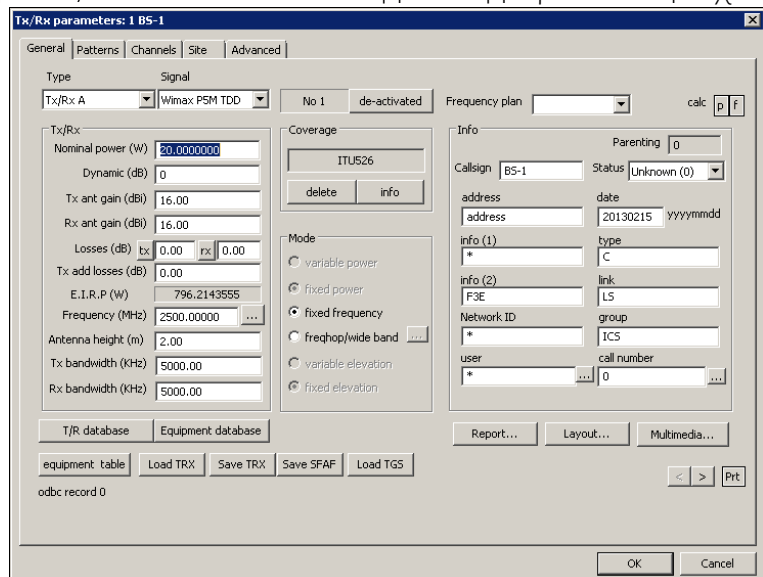 Tx/Rx parameters: 1 BS-1
General Patterns Channels Site Advanced
Type Signal
Tx/Rx A Wimax P5M TDD No 1 de-activated Frequency plan calc p f
Tx/Rx
Nominal power (W) 20.0000000
Dynamic (dB) 0
Tx ant gain (dBi) 16.00
Rx ant gain (dBi) 16.00
Losses (dB) tx 0.00 rx 0.00
Tx add losses (dB) 0.00
E.I.R.P (W) 796.2143555
Frequency (MHz) 2500.00000 ...
Antenna height (m) 2.00
Tx bandwidth (KHz) 5000.00
Rx bandwidth (KHz) 5000.00
T/R database Equipment database
Coverage
ITU526
delete info
Mode
variable power
fixed power
fixed frequency
freqhop/wide band ...
variable elevation
fixed elevation
Info
Parenting 0
Callsign BS-1 Status Unknown (0)
address date
address 20130215 yyyymmdd
info (1) type
* C
info (2) link
F3E LS
Network ID group
* ICS
user call number
* ... 0 ...
Report... Layout... Multimedia...
equipment table Load TRX Save TRX Save SFAF Load TGS
< > Prt
odbc record 0
OK Cancel